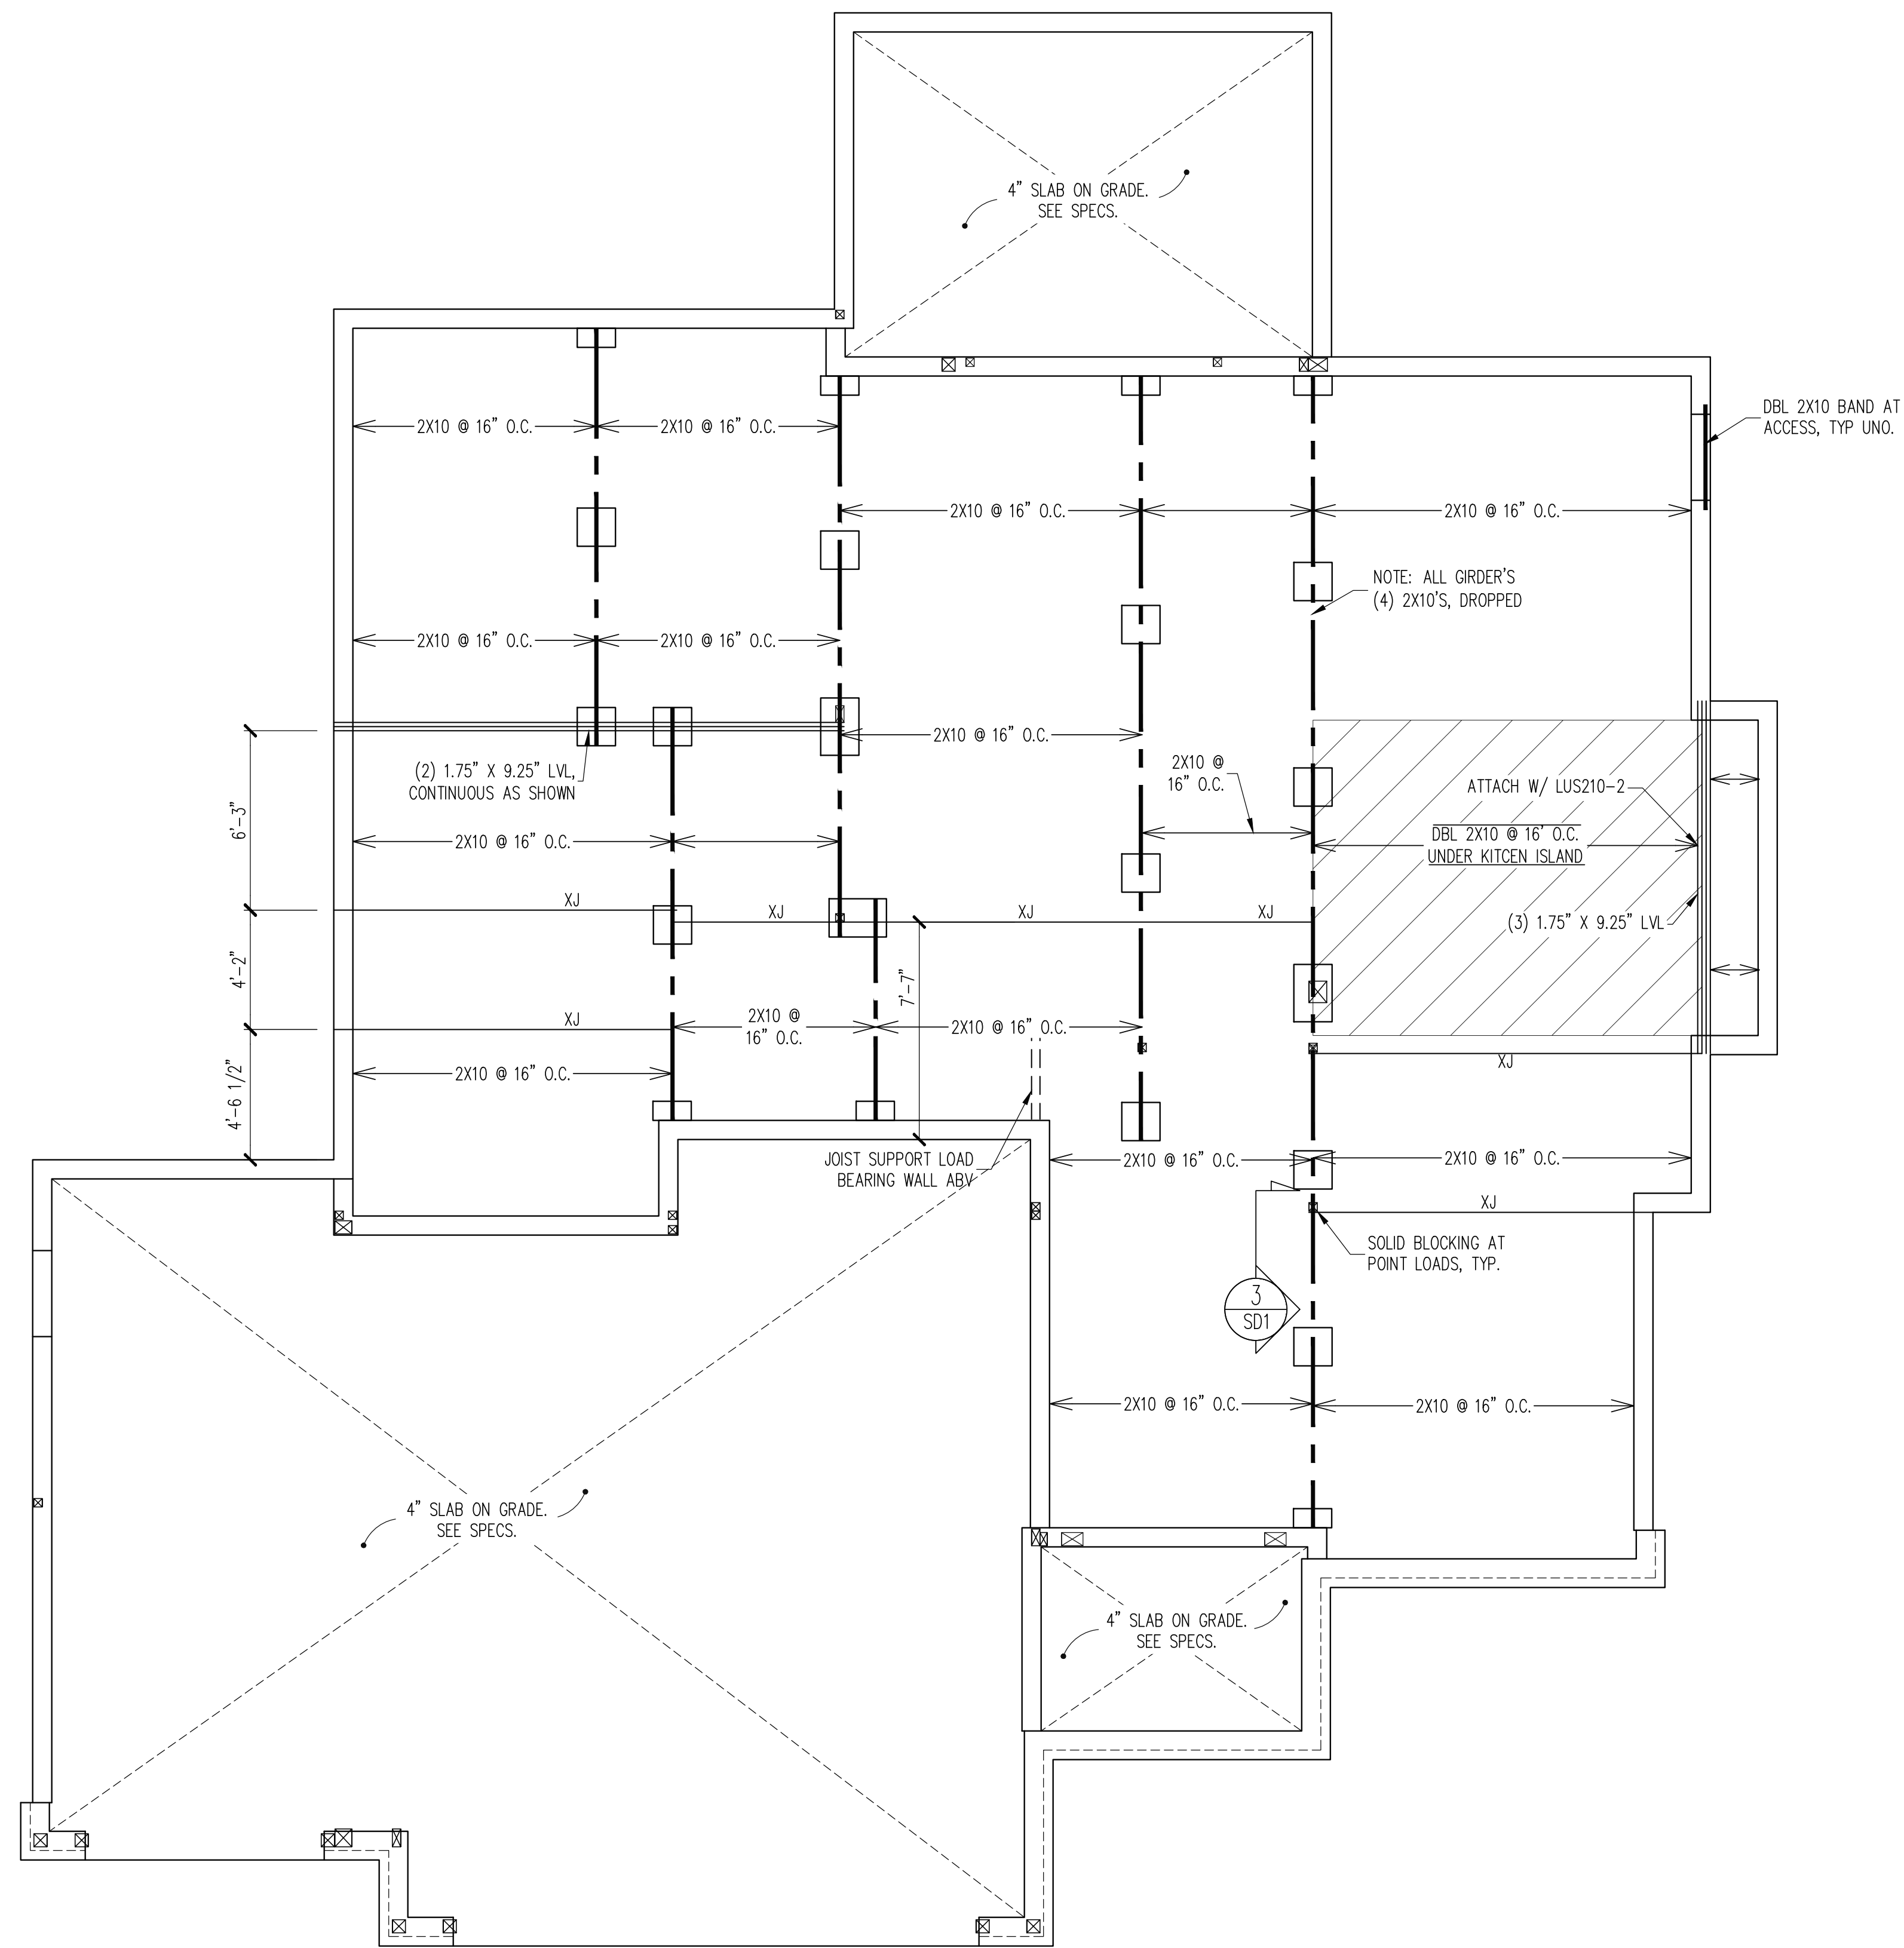 4" SLAB ON GRADE.
SEE SPECS.
DBL 2X10 BAND AT
ACCESS, TYP UNO.
2X10 @ 16" O.C.
2X10 @ 16" O.C.
2X10 @ 16" O.C.
2X10 @ 16" O.C.
NOTE: ALL GIRDER'S
(4) 2X10'S, DROPPED
2X10 @ 16" O.C.
2X10 @ 16" O.C.
2X10 @ 16" O.C.
(2) 1.75" X 9.25" LVL,
CONTINUOUS AS SHOWN
2X10 @
16" O.C.
ATTACH W/ LUS210-2
DBL 2X10 @ 16' O.C.
UNDER KITCEN ISLAND
6'-3"
2X10 @ 16" O.C.
XJ
XJ
XJ
XJ
(3) 1.75" X 9.25" LVL
4'-2"
7'-7"
XJ
2X10 @
16" O.C.
2X10 @ 16" O.C.
XJ
4'-6 1/2"
2X10 @ 16" O.C.
JOIST SUPPORT LOAD
BEARING WALL ABV
2X10 @ 16" O.C.
2X10 @ 16" O.C.
XJ
SOLID BLOCKING AT
POINT LOADS, TYP.
3
SD1
2X10 @ 16" O.C.
2X10 @ 16" O.C.
4" SLAB ON GRADE.
SEE SPECS.
4" SLAB ON GRADE.
SEE SPECS.